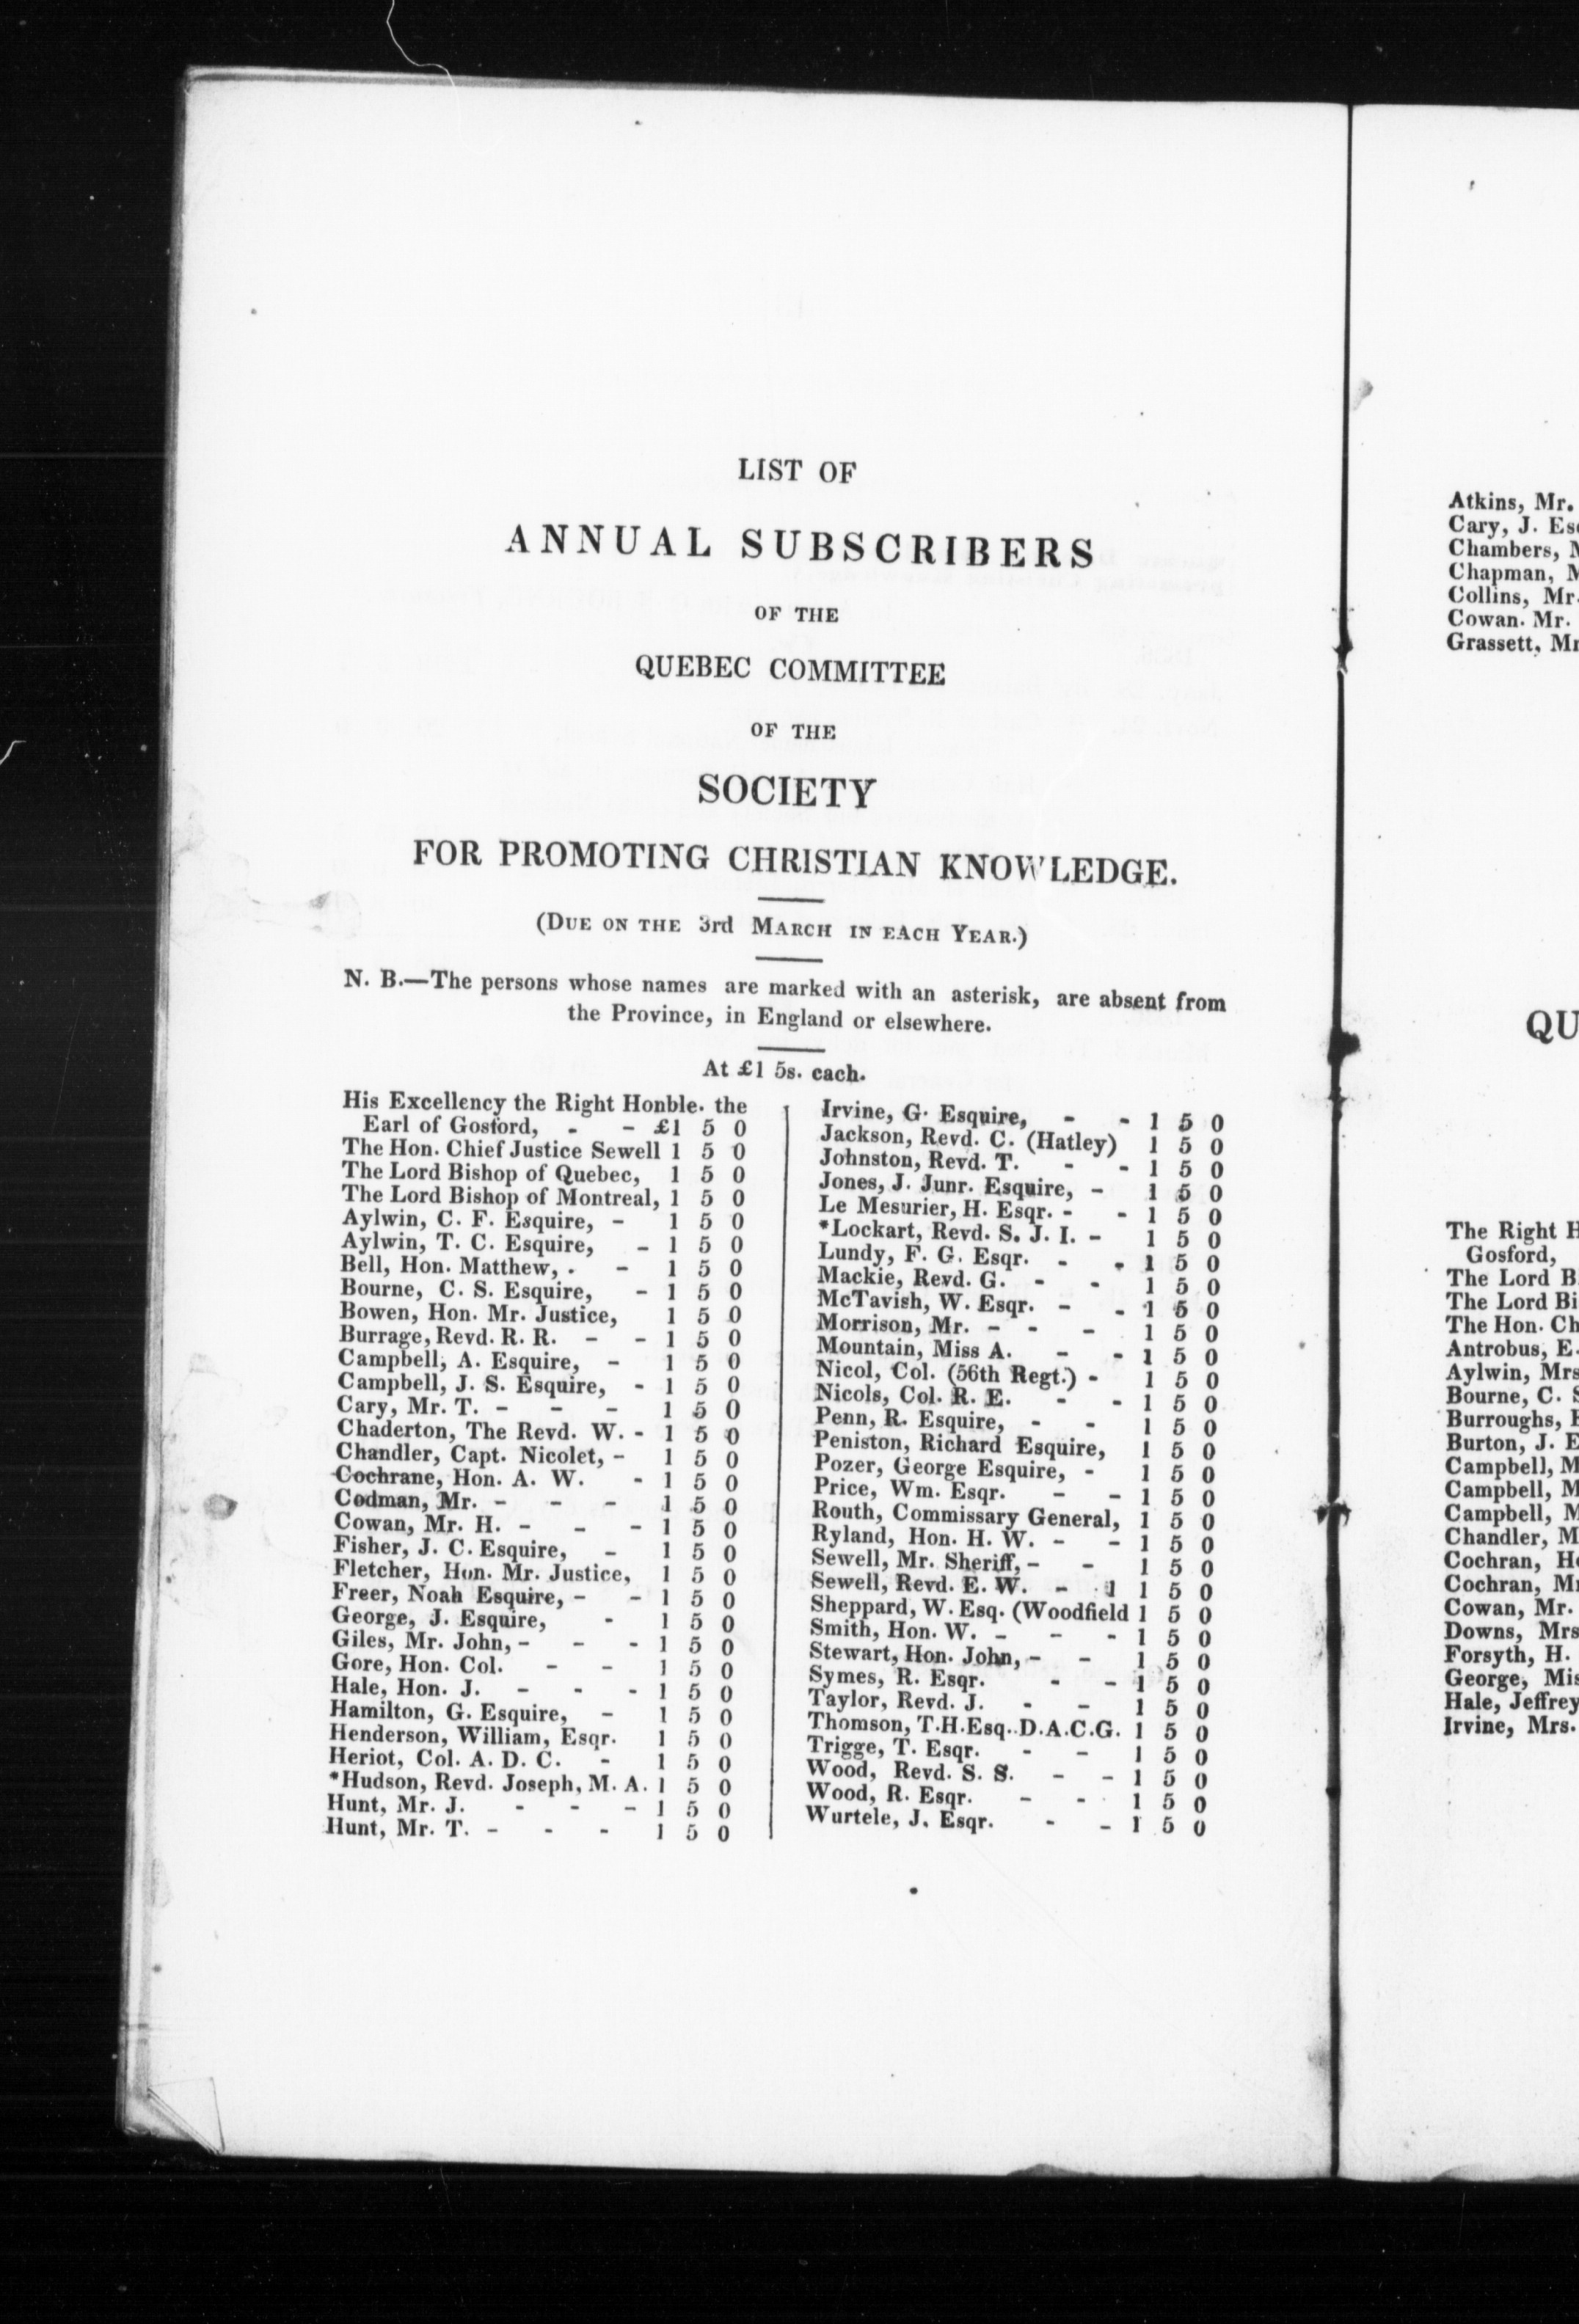 LIST OF
ANNUAL SUBSCRIBERS
OF THE
QUEBEC COMMITTEE
OF THE
SOCIETY
FOR PROMOTING CHRISTIAN KNOWLEDGE.
(DUE ON THE 3rd MARCH IN EACH YEAR.)
N. B.—The persons whose names are marked with an asterisk, are absent from
the Province, in England or elsewhere.
At £1 5s. each.
His Excellency the Right Honble. the
Earl of Gosford, - - £1 5 0
The Hon. Chief Justice Sewell 1 5 0
The Lord Bishop of Quebec, 1 5 0
The Lord Bishop of Montreal, 1 5 0
Aylwin, C. F. Esquire, - 1 5 0
Aylwin, T. C. Esquire, - 1 5 0
Bell, Hon. Matthew, . - 1 5 0
Bourne, C. S. Esquire, - 1 5 0
Bowen, Hon. Mr. Justice, 1 5 0
Burrage, Revd. R. R. - - 1 5 0
Campbell, A. Esquire, - 1 5 0
Campbell, J. S. Esquire, - 1 5 0
Cary, Mr. T. - - - 1 5 0
Chaderton, The Revd. W. - 1 5 0
Chandler, Capt. Nicolet, - 1 5 0
Cochrane, Hon. A. W. - 1 5 0
Codman, Mr. - - - 1 5 0
Cowan, Mr. H. - - - 1 5 0
Fisher, J. C. Esquire, - 1 5 0
Fletcher, Hon. Mr. Justice, 1 5 0
Freer, Noah Esquire, - - 1 5 0
George, J. Esquire, - 1 5 0
Giles, Mr. John, - - - 1 5 0
Gore, Hon. Col. - - 1 5 0
Hale, Hon. J. - - - 1 5 0
Hamilton, G. Esquire, - 1 5 0
Henderson, William, Esqr. 1 5 0
Heriot, Col. A. D. C. - 1 5 0
*Hudson, Revd. Joseph, M. A. 1 5 0
Hunt, Mr. J. - - - 1 5 0
Hunt, Mr. T. - - - 1 5 0
Irvine, G. Esquire, - - 1 5 0
Jackson, Revd. C. (Hatley) 1 5 0
Johnston, Revd. T. - - 1 5 0
Jones, J. Junr. Esquire, - 1 5 0
Le Mesurier, H. Esqr. - - 1 5 0
*Lockart, Revd. S. J. I. - 1 5 0
Lundy, F. G. Esqr. - - 1 5 0
Mackie, Revd. G. - - 1 5 0
McTavish, W. Esqr. - - 1 5 0
Morrison, Mr. - - - 1 5 0
Mountain, Miss A. - - 1 5 0
Nicol, Col. (56th Regt.) - 1 5 0
Nicols, Col. R. E. - - 1 5 0
Penn, R. Esquire, - - 1 5 0
Peniston, Richard Esquire, 1 5 0
Pozer, George Esquire, - 1 5 0
Price, Wm. Esqr. - - 1 5 0
Routh, Commissary General, 1 5 0
Ryland, Hon. H. W. - - 1 5 0
Sewell, Mr. Sheriff, - - 1 5 0
Sewell, Revd. E. W. - 1 1 5 0
Sheppard, W. Esq. (Woodfield 1 5 0
Smith, Hon. W. - - - 1 5 0
Stewart, Hon. John, - - 1 5 0
Symes, R. Esqr. - - 1 5 0
Taylor, Revd. J. - - 1 5 0
Thomson, T.H.Esq. D.A.C.G. 1 5 0
Trigge, T. Esqr. - - 1 5 0
Wood, Revd. S. S. - - 1 5 0
Wood, R. Esqr. - - 1 5 0
Wurtele, J. Esqr. - - 1 5 0
Atkins, Mr.
Cary, J.
Chambers,
Chapman,
Collins, Mr.
Cowan. Mr.
Grassett,
The Right
Gosford,
The Lord
The Lord
The Hon.
Antrobus, E.
Aylwin,
Bourne, C.
Burroughs,
Burton, J.
Campbell,
Campbell,
Campbell,
Chandler,
Cochran,
Cochran,
Cowan, Mr.
Downs,
Forsyth, H.
George,
Hale, Jeffrey
Irvine, Mrs.